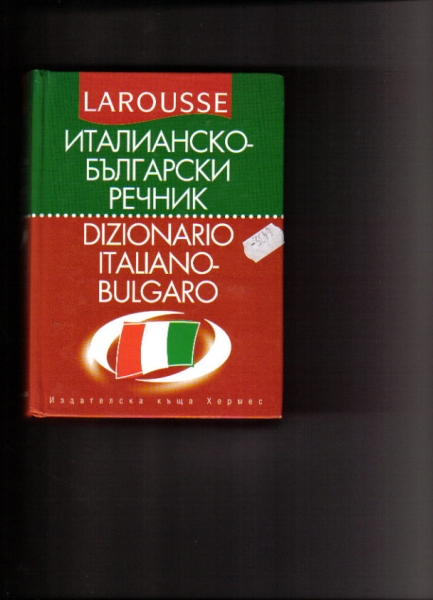 LAROUSSE
ИТАЛИАНСКО-
БЪЛГАРСКИ
РЕЧНИК
DIZIONARIO
ITALIANO-
BULGARO
Издателска къща Хермес